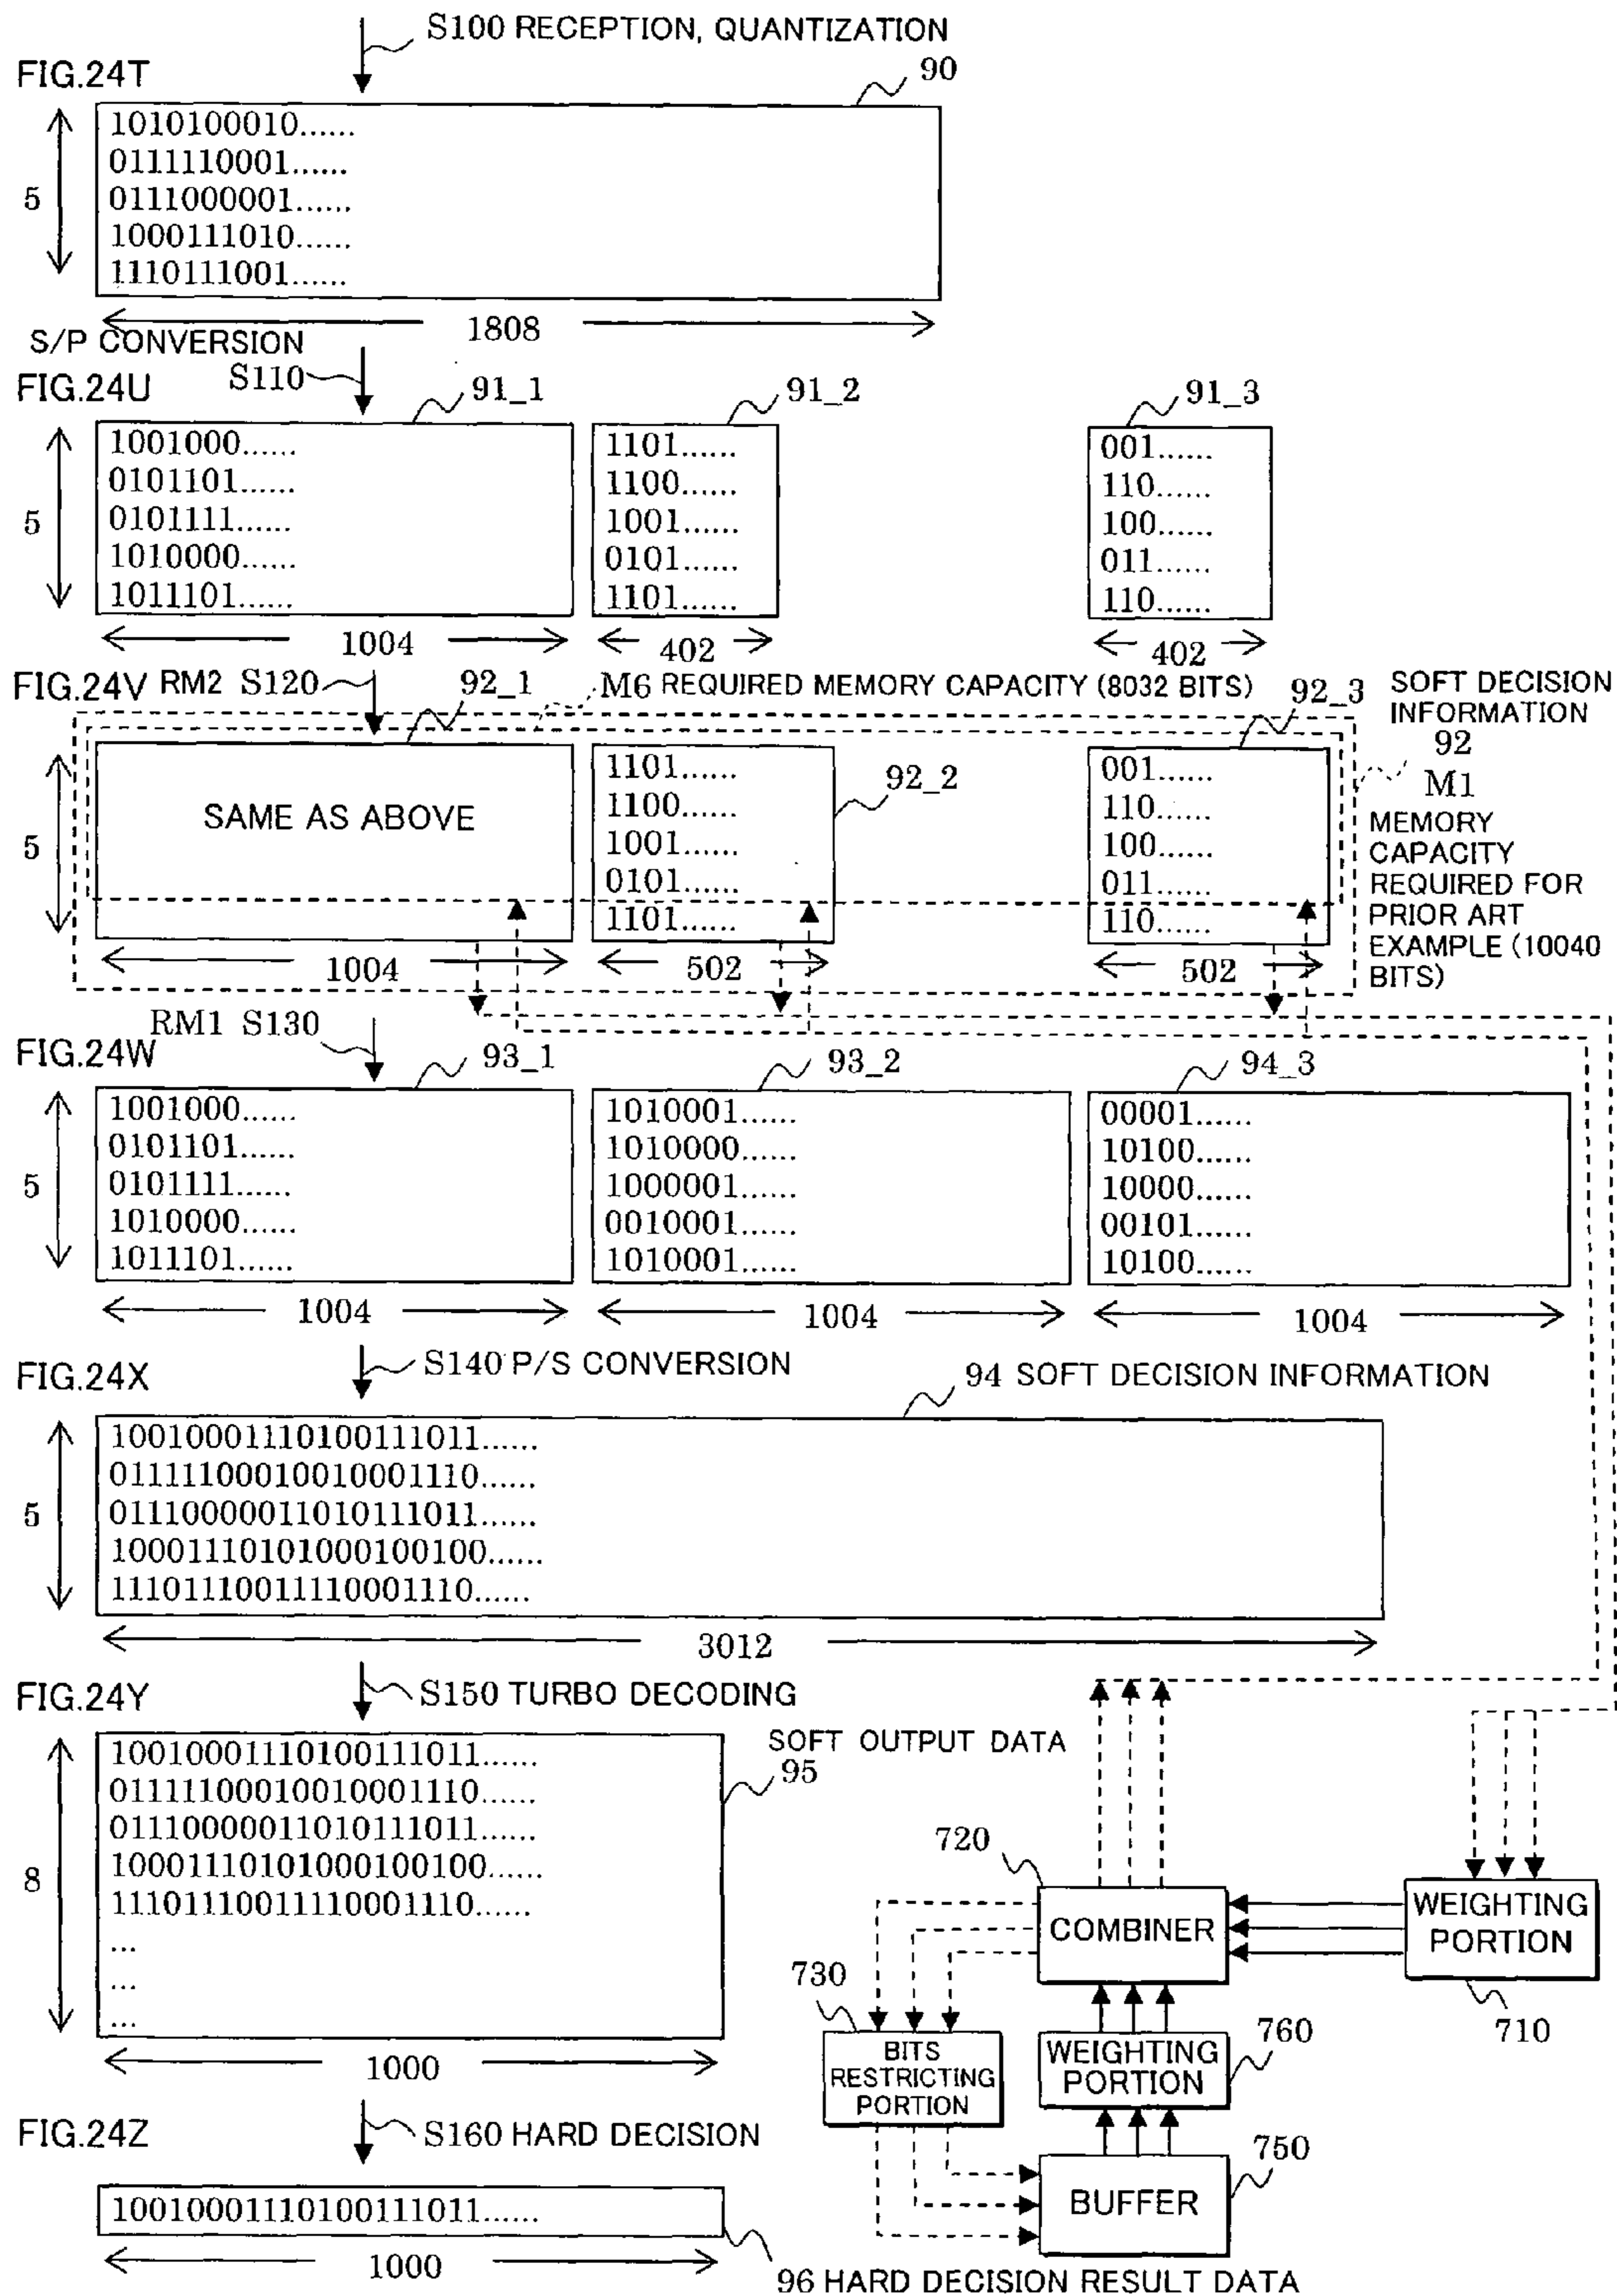 S100 RECEPTION, QUANTIZATION
FIG.24T
90
5
1010100010......
0111110001......
0111000001......
1000111010......
1110111001......
1808
S/P CONVERSION
FIG.24U
S110
91_1
91_2
91_3
5
1001000......
0101101......
0101111......
1010000......
1011101......
1101......
1100......
1001......
0101......
1101......
001......
110......
100......
011......
110......
1004
402
402
FIG.24V RM2 S120
92_1
M6 REQUIRED MEMORY CAPACITY (8032 BITS)
92_3
SOFT DECISION
INFORMATION
92
M1
MEMORY
CAPACITY
REQUIRED FOR
PRIOR ART
EXAMPLE (10040
BITS)
5
SAME AS ABOVE
1101......
1100......
1001......
0101......
1101......
92_2
001......
110......
100......
011......
110......
1004
502
502
RM1 S130
FIG.24W
93_1
93_2
94_3
5
1001000......
0101101......
0101111......
1010000......
1011101......
1010001......
1010000......
1000001......
0010001......
1010001......
00001......
10100......
10000......
00101......
10100......
1004
1004
1004
S140 P/S CONVERSION
FIG.24X
94 SOFT DECISION INFORMATION
5
10010001110100111011......
01111100010010001110......
01110000011010111011......
10001110101000100100......
11101110011110001110......
3012
S150 TURBO DECODING
FIG.24Y
SOFT OUTPUT DATA
95
8
10010001110100111011......
01111100010010001110......
01110000011010111011......
10001110101000100100......
11101110011110001110......
...
...
...
1000
720
COMBINER
WEIGHTING
PORTION
710
730
BITS
RESTRICTING
PORTION
WEIGHTING
PORTION
760
BUFFER
750
S160 HARD DECISION
FIG.24Z
10010001110100111011......
1000
96 HARD DECISION RESULT DATA